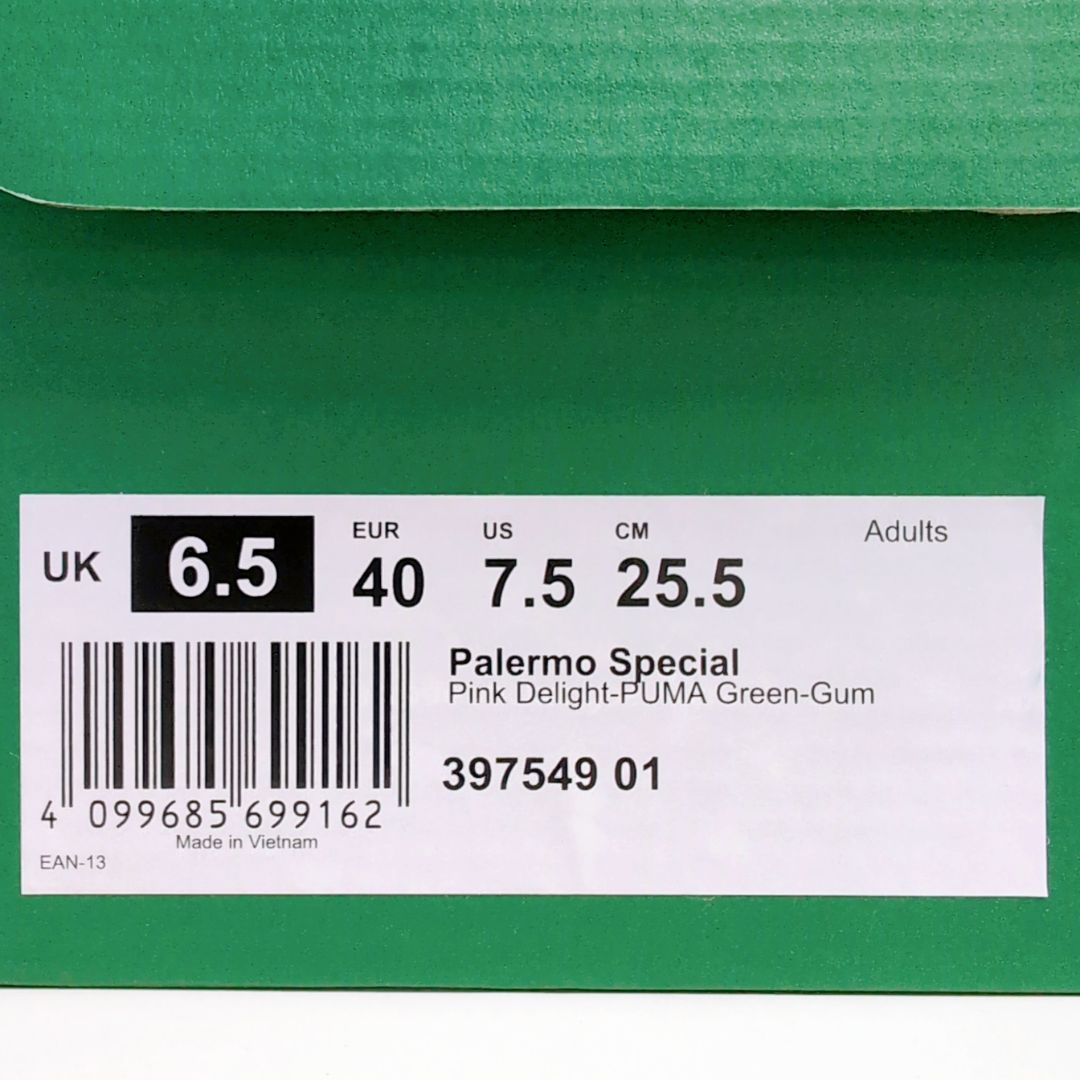 UK 6.5
EUR 40
US 7.5
CM 25.5
Adults
Palermo Special
Pink Delight-PUMA Green-Gum
397549 01
4 099685 699162
Made in Vietnam
EAN-13